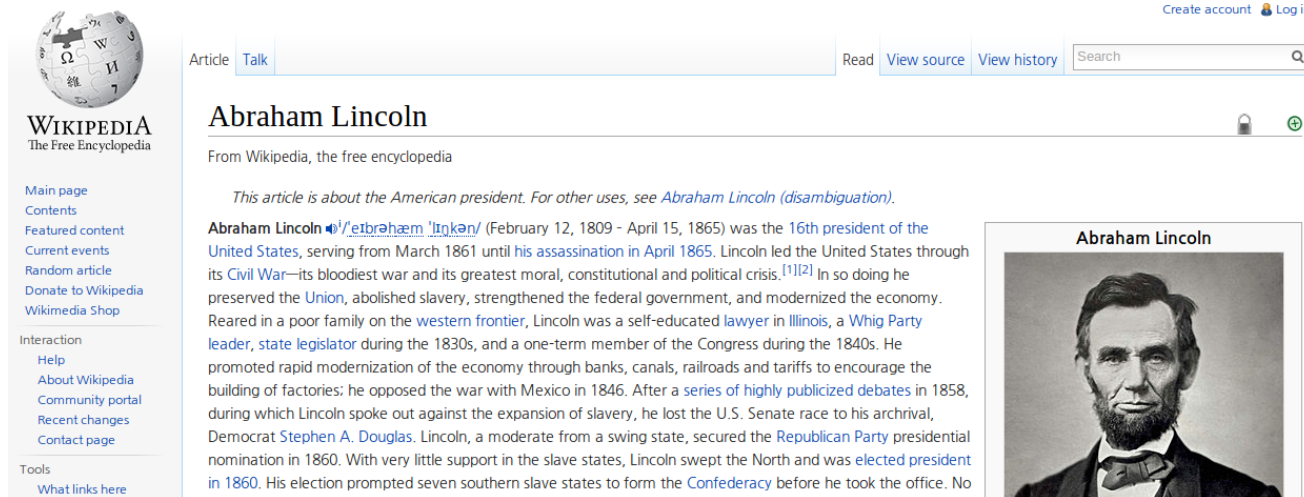 Create account Log i
Article Talk
Read View source View history Search
WIKIPEDIA
The Free Encyclopedia
Main page
Contents
Featured content
Current events
Random article
Donate to Wikipedia
Wikimedia Shop
Interaction
Help
About Wikipedia
Community portal
Recent changes
Contact page
Tools
What links here
Abraham Lincoln
From Wikipedia, the free encyclopedia
This article is about the American president. For other uses, see Abraham Lincoln (disambiguation).
Abraham Lincoln i/ˈeɪbrəhæm ˈlɪŋkən/ (February 12, 1809 - April 15, 1865) was the 16th president of the
United States, serving from March 1861 until his assassination in April 1865. Lincoln led the United States through
its Civil War—its bloodiest war and its greatest moral, constitutional and political crisis.[1][2] In so doing he
preserved the Union, abolished slavery, strengthened the federal government, and modernized the economy.
Reared in a poor family on the western frontier, Lincoln was a self-educated lawyer in Illinois, a Whig Party
leader, state legislator during the 1830s, and a one-term member of the Congress during the 1840s. He
promoted rapid modernization of the economy through banks, canals, railroads and tariffs to encourage the
building of factories; he opposed the war with Mexico in 1846. After a series of highly publicized debates in 1858,
during which Lincoln spoke out against the expansion of slavery, he lost the U.S. Senate race to his archrival,
Democrat Stephen A. Douglas. Lincoln, a moderate from a swing state, secured the Republican Party presidential
nomination in 1860. With very little support in the slave states, Lincoln swept the North and was elected president
in 1860. His election prompted seven southern slave states to form the Confederacy before he took the office. No
Abraham Lincoln